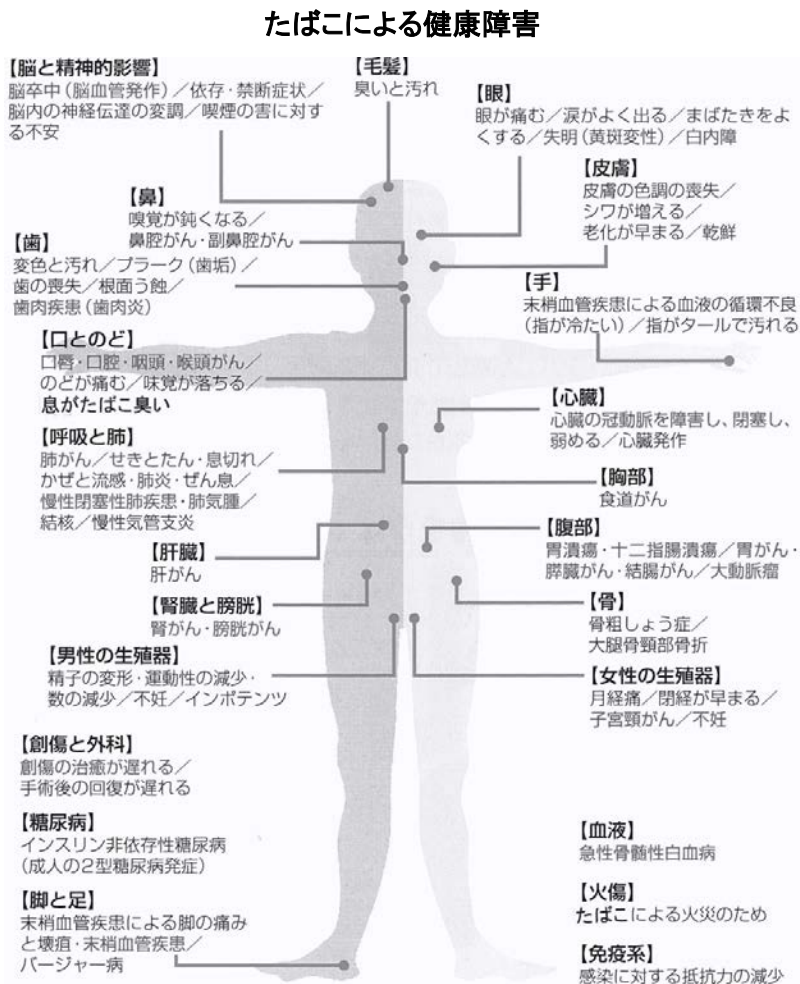 たばこによる健康障害
【脳と精神的影響】
脳卒中（脳血管発作）／依存・禁断症状／
脳内の神経伝達の変調／喫煙の害に対す
る不安
【毛髪】
臭いと汚れ
【眼】
眼が痛む／涙がよく出る／まばたきをよ
くする／失明（黄斑変性）／白内障
【皮膚】
皮膚の色調の喪失／
シワが増える／
老化が早まる／乾鮮
【鼻】
嗅覚が鈍くなる／
鼻腔がん・副鼻腔がん
【歯】
変色と汚れ／プラーク（歯垢）／
歯の喪失／根面う蝕／
歯肉疾患（歯肉炎）
【手】
末梢血管疾患による血液の循環不良
（指が冷たい）／指がタールで汚れる
【口とのど】
口唇・口腔・咽頭・喉頭がん／
のどが痛む／味覚が落ちる／
息がたばこ臭い
【心臓】
心臓の冠動脈を障害し、閉塞し、
弱める／心臓発作
【呼吸と肺】
肺がん／せきとたん・息切れ／
かぜと流感・肺炎・ぜん息／
慢性閉塞性肺疾患・肺気腫／
結核／慢性気管支炎
【胸部】
食道がん
【肝臓】
肝がん
【腹部】
胃潰瘍・十二指腸潰瘍／胃がん・
膵臓がん・結腸がん／大動脈瘤
【腎臓と膀胱】
腎がん・膀胱がん
【骨】
骨粗しょう症／
大腿骨頸部骨折
【男性の生殖器】
精子の変形・運動性の減少・
数の減少／不妊／インポテンツ
【女性の生殖器】
月経痛／閉経が早まる／
子宮頸がん／不妊
【創傷と外科】
創傷の治癒が遅れる／
手術後の回復が遅れる
【糖尿病】
インスリン非依存性糖尿病
（成人の2型糖尿病発症）
【脚と足】
末梢血管疾患による脚の痛み
と壊疽・末梢血管疾患／
バージャー病
【血液】
急性骨髄性白血病
【火傷】
たばこによる火災のため
【免疫系】
感染に対する抵抗力の減少